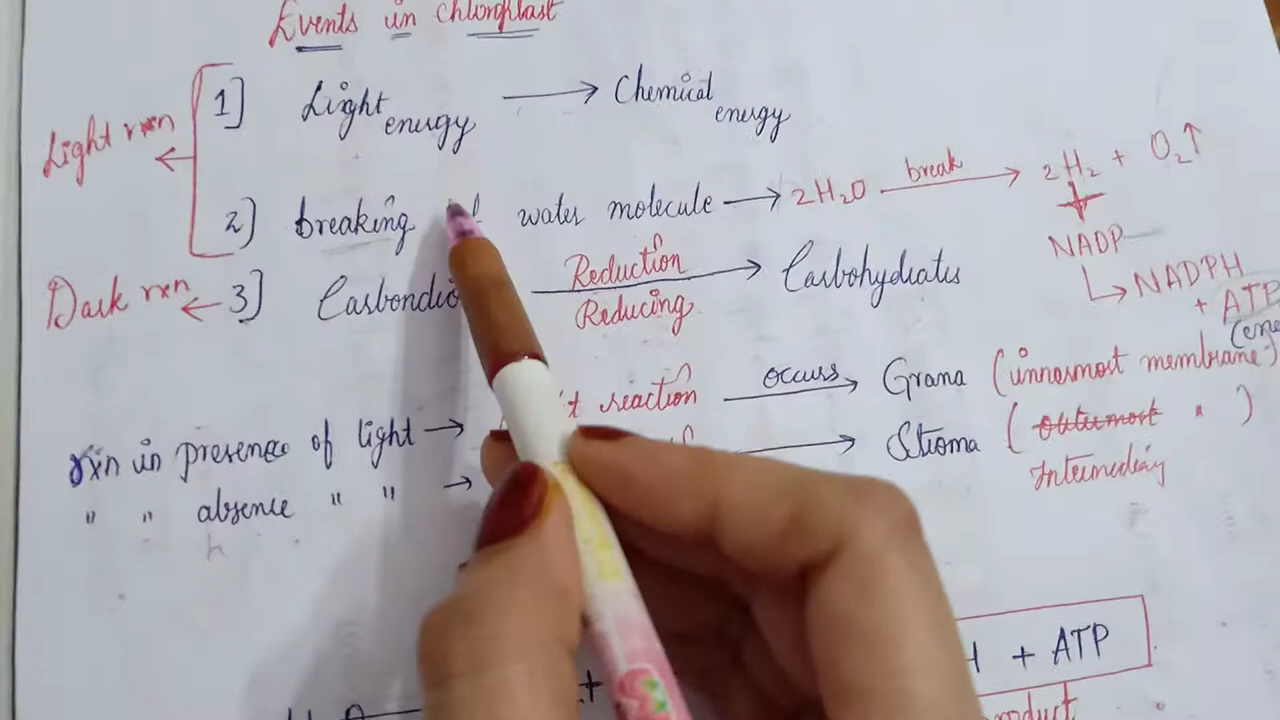 Events in chloroplast
Light rxn
1] Light energy → Chemical energy
2] breaking water molecule → 2H₂O break → 2H₂ + O₂↑
NADP
NADPH
+ ATP
Dark rxn ← 3] Reduction → Carbohydrates
Reducing
rxn in presence of light → reaction occurs → Grana (innermost membrane)
" " absence " " → → Stroma (outermost " )
Intermediary
+ ATP